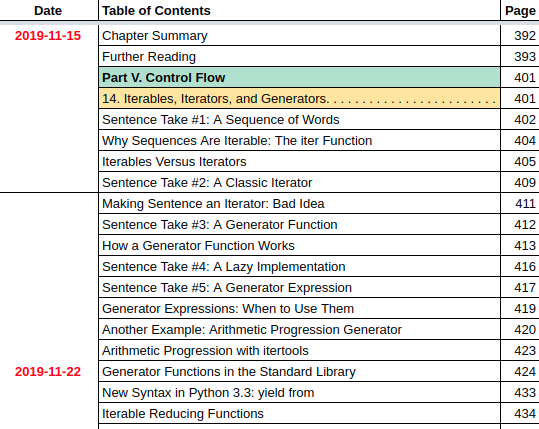 Date Table of Contents Page
2019-11-15 Chapter Summary 392
Further Reading 393
Part V. Control Flow 401
14. Iterables, Iterators, and Generators. . . . . . . . . . . . . . . . . . . . . . . . 401
Sentence Take #1: A Sequence of Words 402
Why Sequences Are Iterable: The iter Function 404
Iterables Versus Iterators 405
Sentence Take #2: A Classic Iterator 409
Making Sentence an Iterator: Bad Idea 411
Sentence Take #3: A Generator Function 412
How a Generator Function Works 413
Sentence Take #4: A Lazy Implementation 416
Sentence Take #5: A Generator Expression 417
Generator Expressions: When to Use Them 419
Another Example: Arithmetic Progression Generator 420
Arithmetic Progression with itertools 423
2019-11-22 Generator Functions in the Standard Library 424
New Syntax in Python 3.3: yield from 433
Iterable Reducing Functions 434